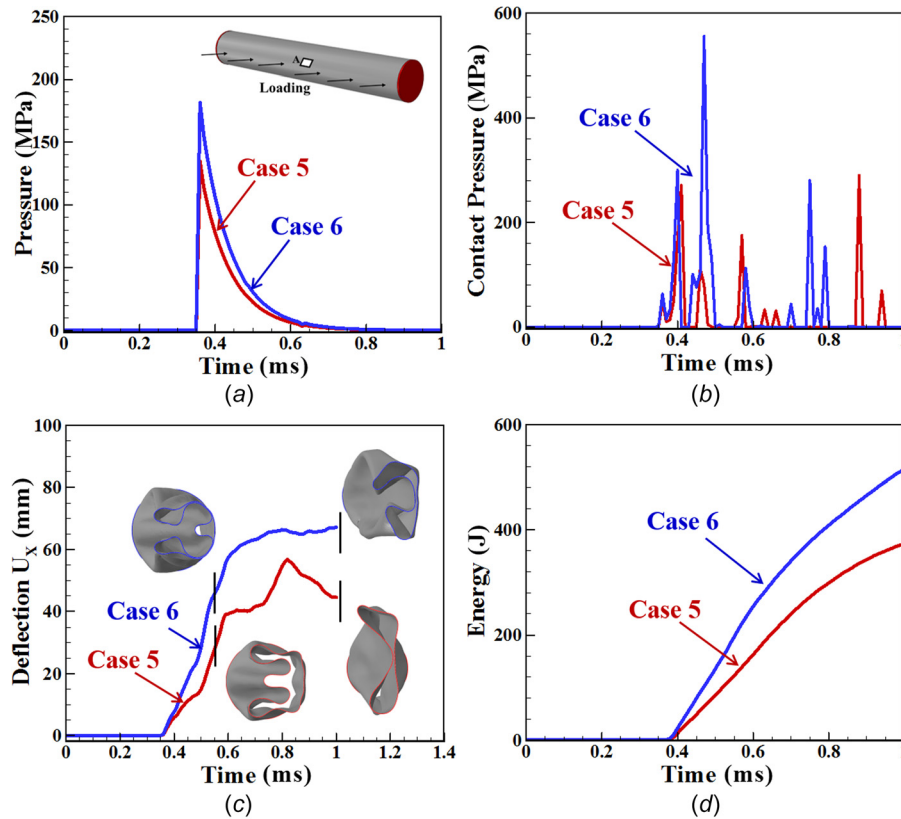 250
200
150
100
50
0
Pressure (MPa)
A
Loading
Case 5
Case 6
0 0.2 0.4 0.6 0.8 1
Time (ms)
(a)
600
400
200
0
Contact Pressure (MPa)
Case 6
Case 5
0 0.2 0.4 0.6 0.8
Time (ms)
(b)
100
80
60
40
20
0
Deflection Ux (mm)
Case 6
Case 5
0 0.2 0.4 0.6 0.8 1 1.2 1.4
Time (ms)
(c)
600
400
200
0
Energy (J)
Case 6
Case 5
0 0.2 0.4 0.6 0.8
Time (ms)
(d)